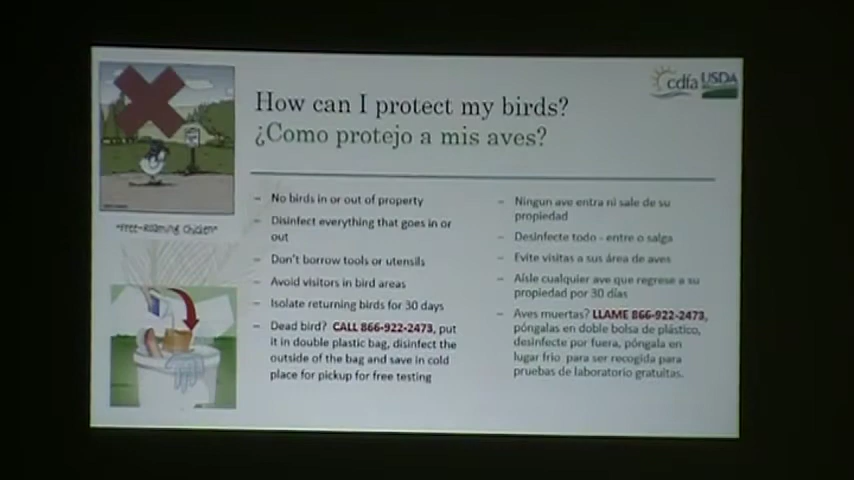 How can I protect my birds?
¿Como protejo a mis aves?
cdfa USDA
"Free-Roaming Chicken"
– No birds in or out of property
– Disinfect everything that goes in or
out
– Don't borrow tools or utensils
– Avoid visitors in bird areas
– Isolate returning birds for 30 days
– Dead bird? CALL 866-922-2473, put
it in double plastic bag, disinfect the
outside of the bag and save in cold
place for pickup for free testing
– Ningun ave entra ni sale de su
propiedad
– Desinfecte todo - entre o salga
– Evite visitas a sus área de aves
– Aisle cualquier ave que regrese a su
propiedad por 30 días
– Aves muertas? LLAME 866-922-2473,
póngalas en doble bolsa de plástico,
desinfecte por fuera, póngala en
lugar frio para ser recogida para
pruebas de laboratorio gratuitas.